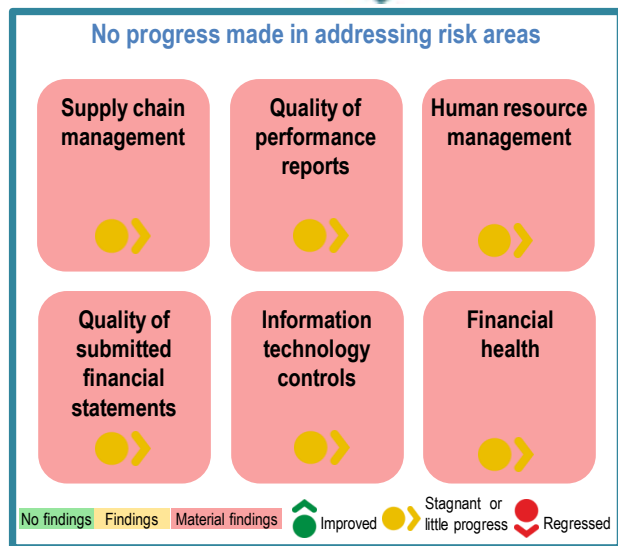 No progress made in addressing risk areas
Supply chain
management
Quality of
performance
reports
Human resource
management
Quality of
submitted
financial
statements
Information
technology
controls
Financial
health
No findings
Findings
Material findings
Improved
Stagnant or
little progress
Regressed